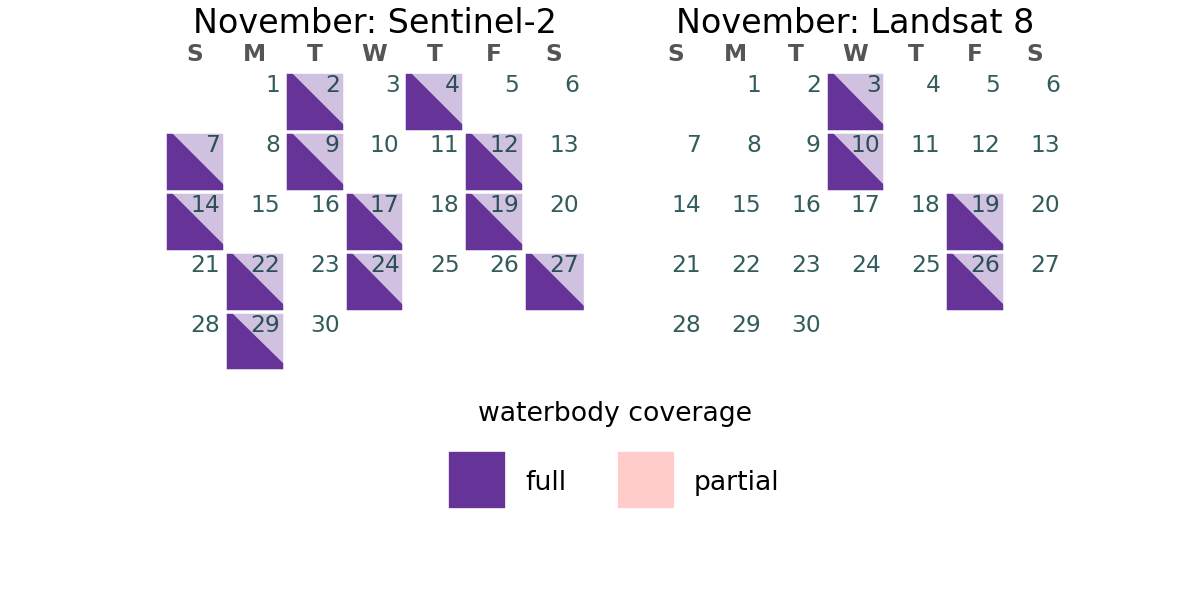 November: Sentinel-2
S M T W T F S
1 2 3 4 5 6
7 8 9 10 11 12 13
14 15 16 17 18 19 20
21 22 23 24 25 26 27
28 29 30
November: Landsat 8
S M T W T F S
1 2 3 4 5 6
7 8 9 10 11 12 13
14 15 16 17 18 19 20
21 22 23 24 25 26 27
28 29 30
waterbody coverage
full partial